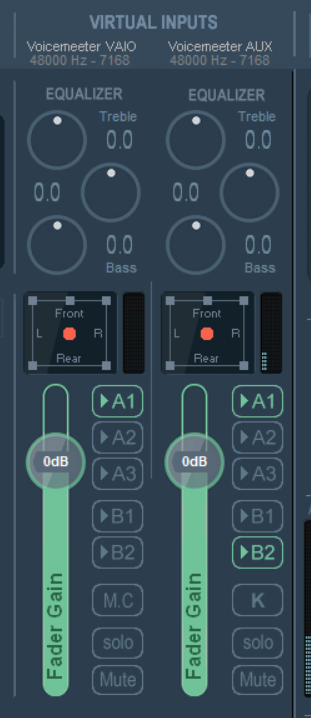 VIRTUAL INPUTS
Voicemeeter VAIO
48000 Hz - 7168
EQUALIZER
Treble
0.0
0.0
0.0
Bass
Front
L R
Rear
0dB
Fader Gain
A1
A2
A3
B1
B2
M.C
solo
Mute
Voicemeeter AUX
48000 Hz - 7168
EQUALIZER
Treble
0.0
0.0
0.0
Bass
Front
L R
Rear
0dB
Fader Gain
A1
A2
A3
B1
B2
K
solo
Mute